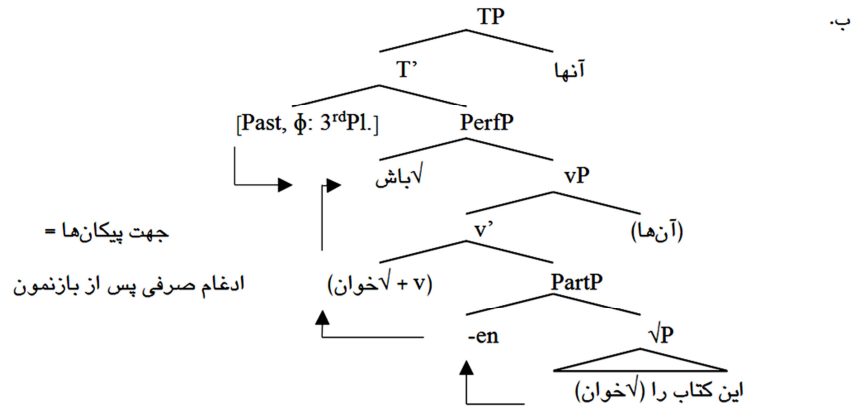 ب.
TP
آنها
T’
[Past, ɸ: 3rdPl.]
PerfP
√باش
vP
(آن‌ها)
v’
جهت پیکان‌ها =
ادغام صرفی پس از بازنمون
(√خوان + v)
PartP
-en
√P
این کتاب را (√خوان)